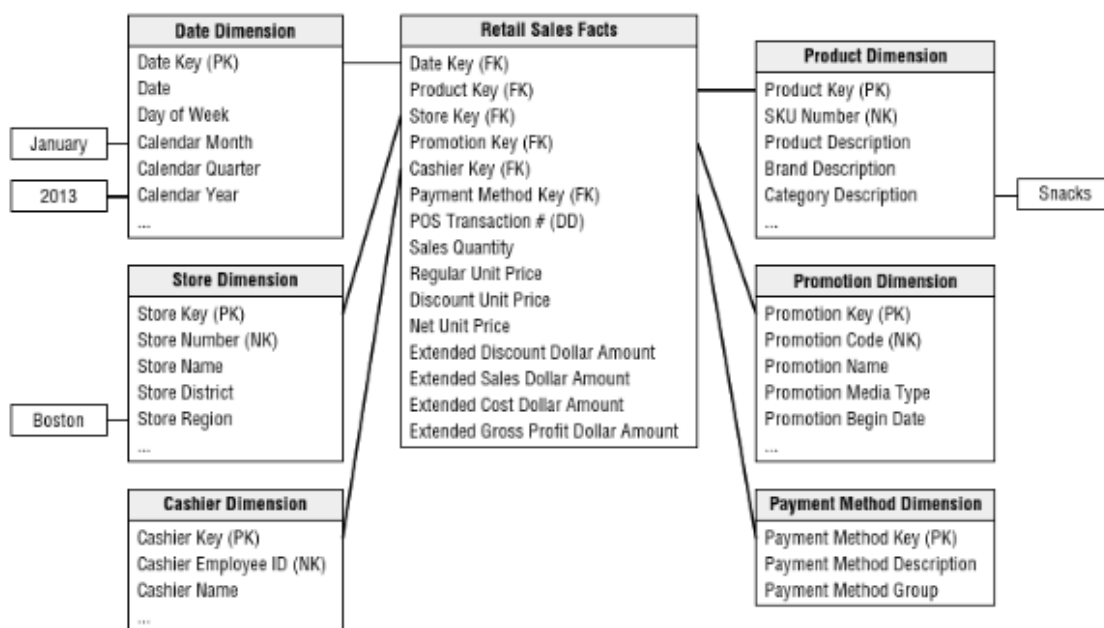 Date Dimension
Date Key (PK)
Date
Day of Week
Calendar Month
Calendar Quarter
Calendar Year
...
January
2013
Store Dimension
Store Key (PK)
Store Number (NK)
Store Name
Store District
Store Region
...
Boston
Cashier Dimension
Cashier Key (PK)
Cashier Employee ID (NK)
Cashier Name
...
Retail Sales Facts
Date Key (FK)
Product Key (FK)
Store Key (FK)
Promotion Key (FK)
Cashier Key (FK)
Payment Method Key (FK)
POS Transaction # (DD)
Sales Quantity
Regular Unit Price
Discount Unit Price
Net Unit Price
Extended Discount Dollar Amount
Extended Sales Dollar Amount
Extended Cost Dollar Amount
Extended Gross Profit Dollar Amount
Product Dimension
Product Key (PK)
SKU Number (NK)
Product Description
Brand Description
Category Description
...
Snacks
Promotion Dimension
Promotion Key (PK)
Promotion Code (NK)
Promotion Name
Promotion Media Type
Promotion Begin Date
...
Payment Method Dimension
Payment Method Key (PK)
Payment Method Description
Payment Method Group